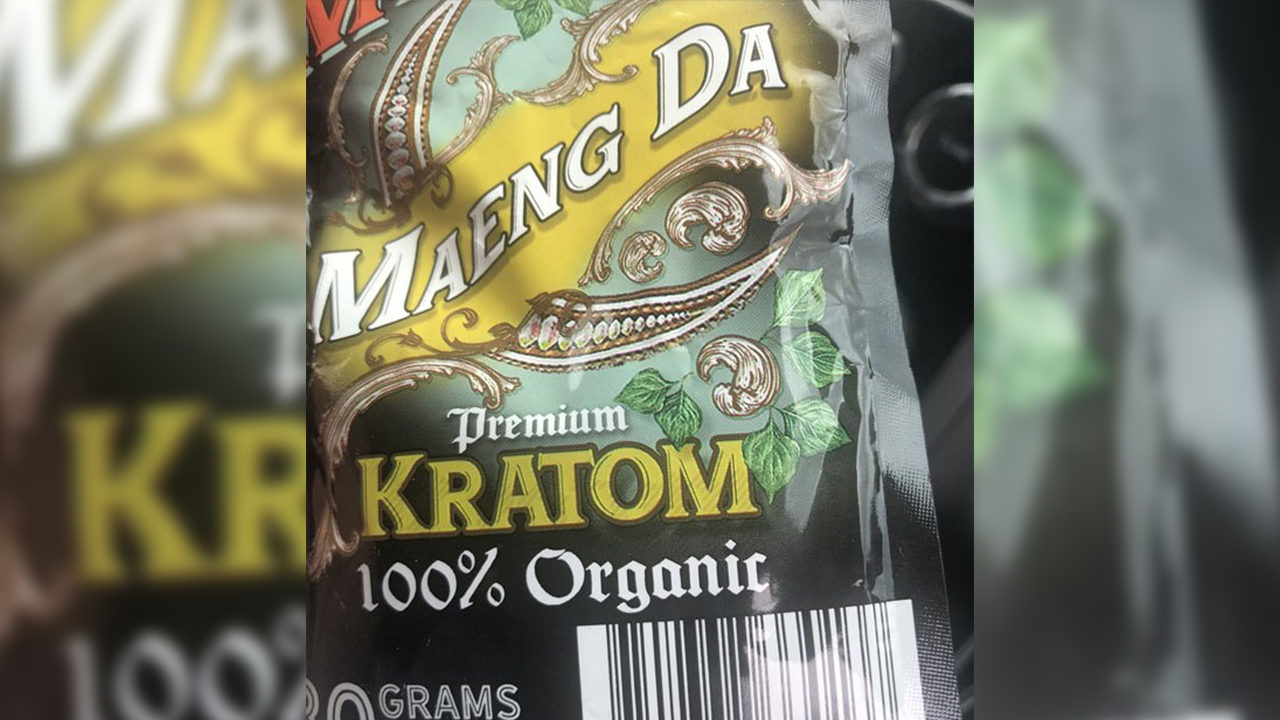 Maeng Da
Premium
Kratom
100% Organic
GRAMS